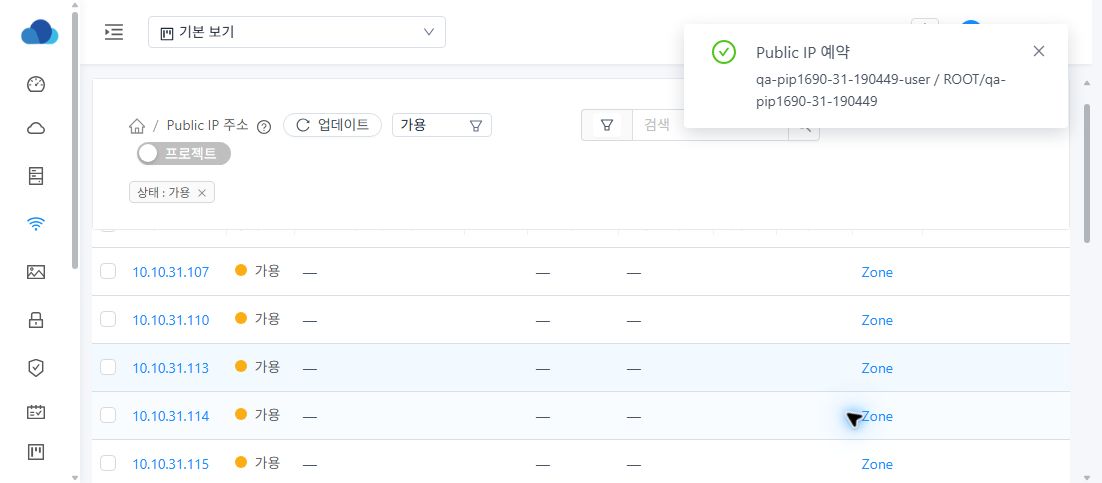 기본 보기
Public IP 예약
qa-pip1690-31-190449-user / ROOT/qa-
pip1690-31-190449
/ Public IP 주소 업데이트 가용 검색
프로젝트
상태 : 가용
10.10.31.107 가용 — — — Zone
10.10.31.110 가용 — — — Zone
10.10.31.113 가용 — — — Zone
10.10.31.114 가용 — — — Zone
10.10.31.115 가용 — — — Zone